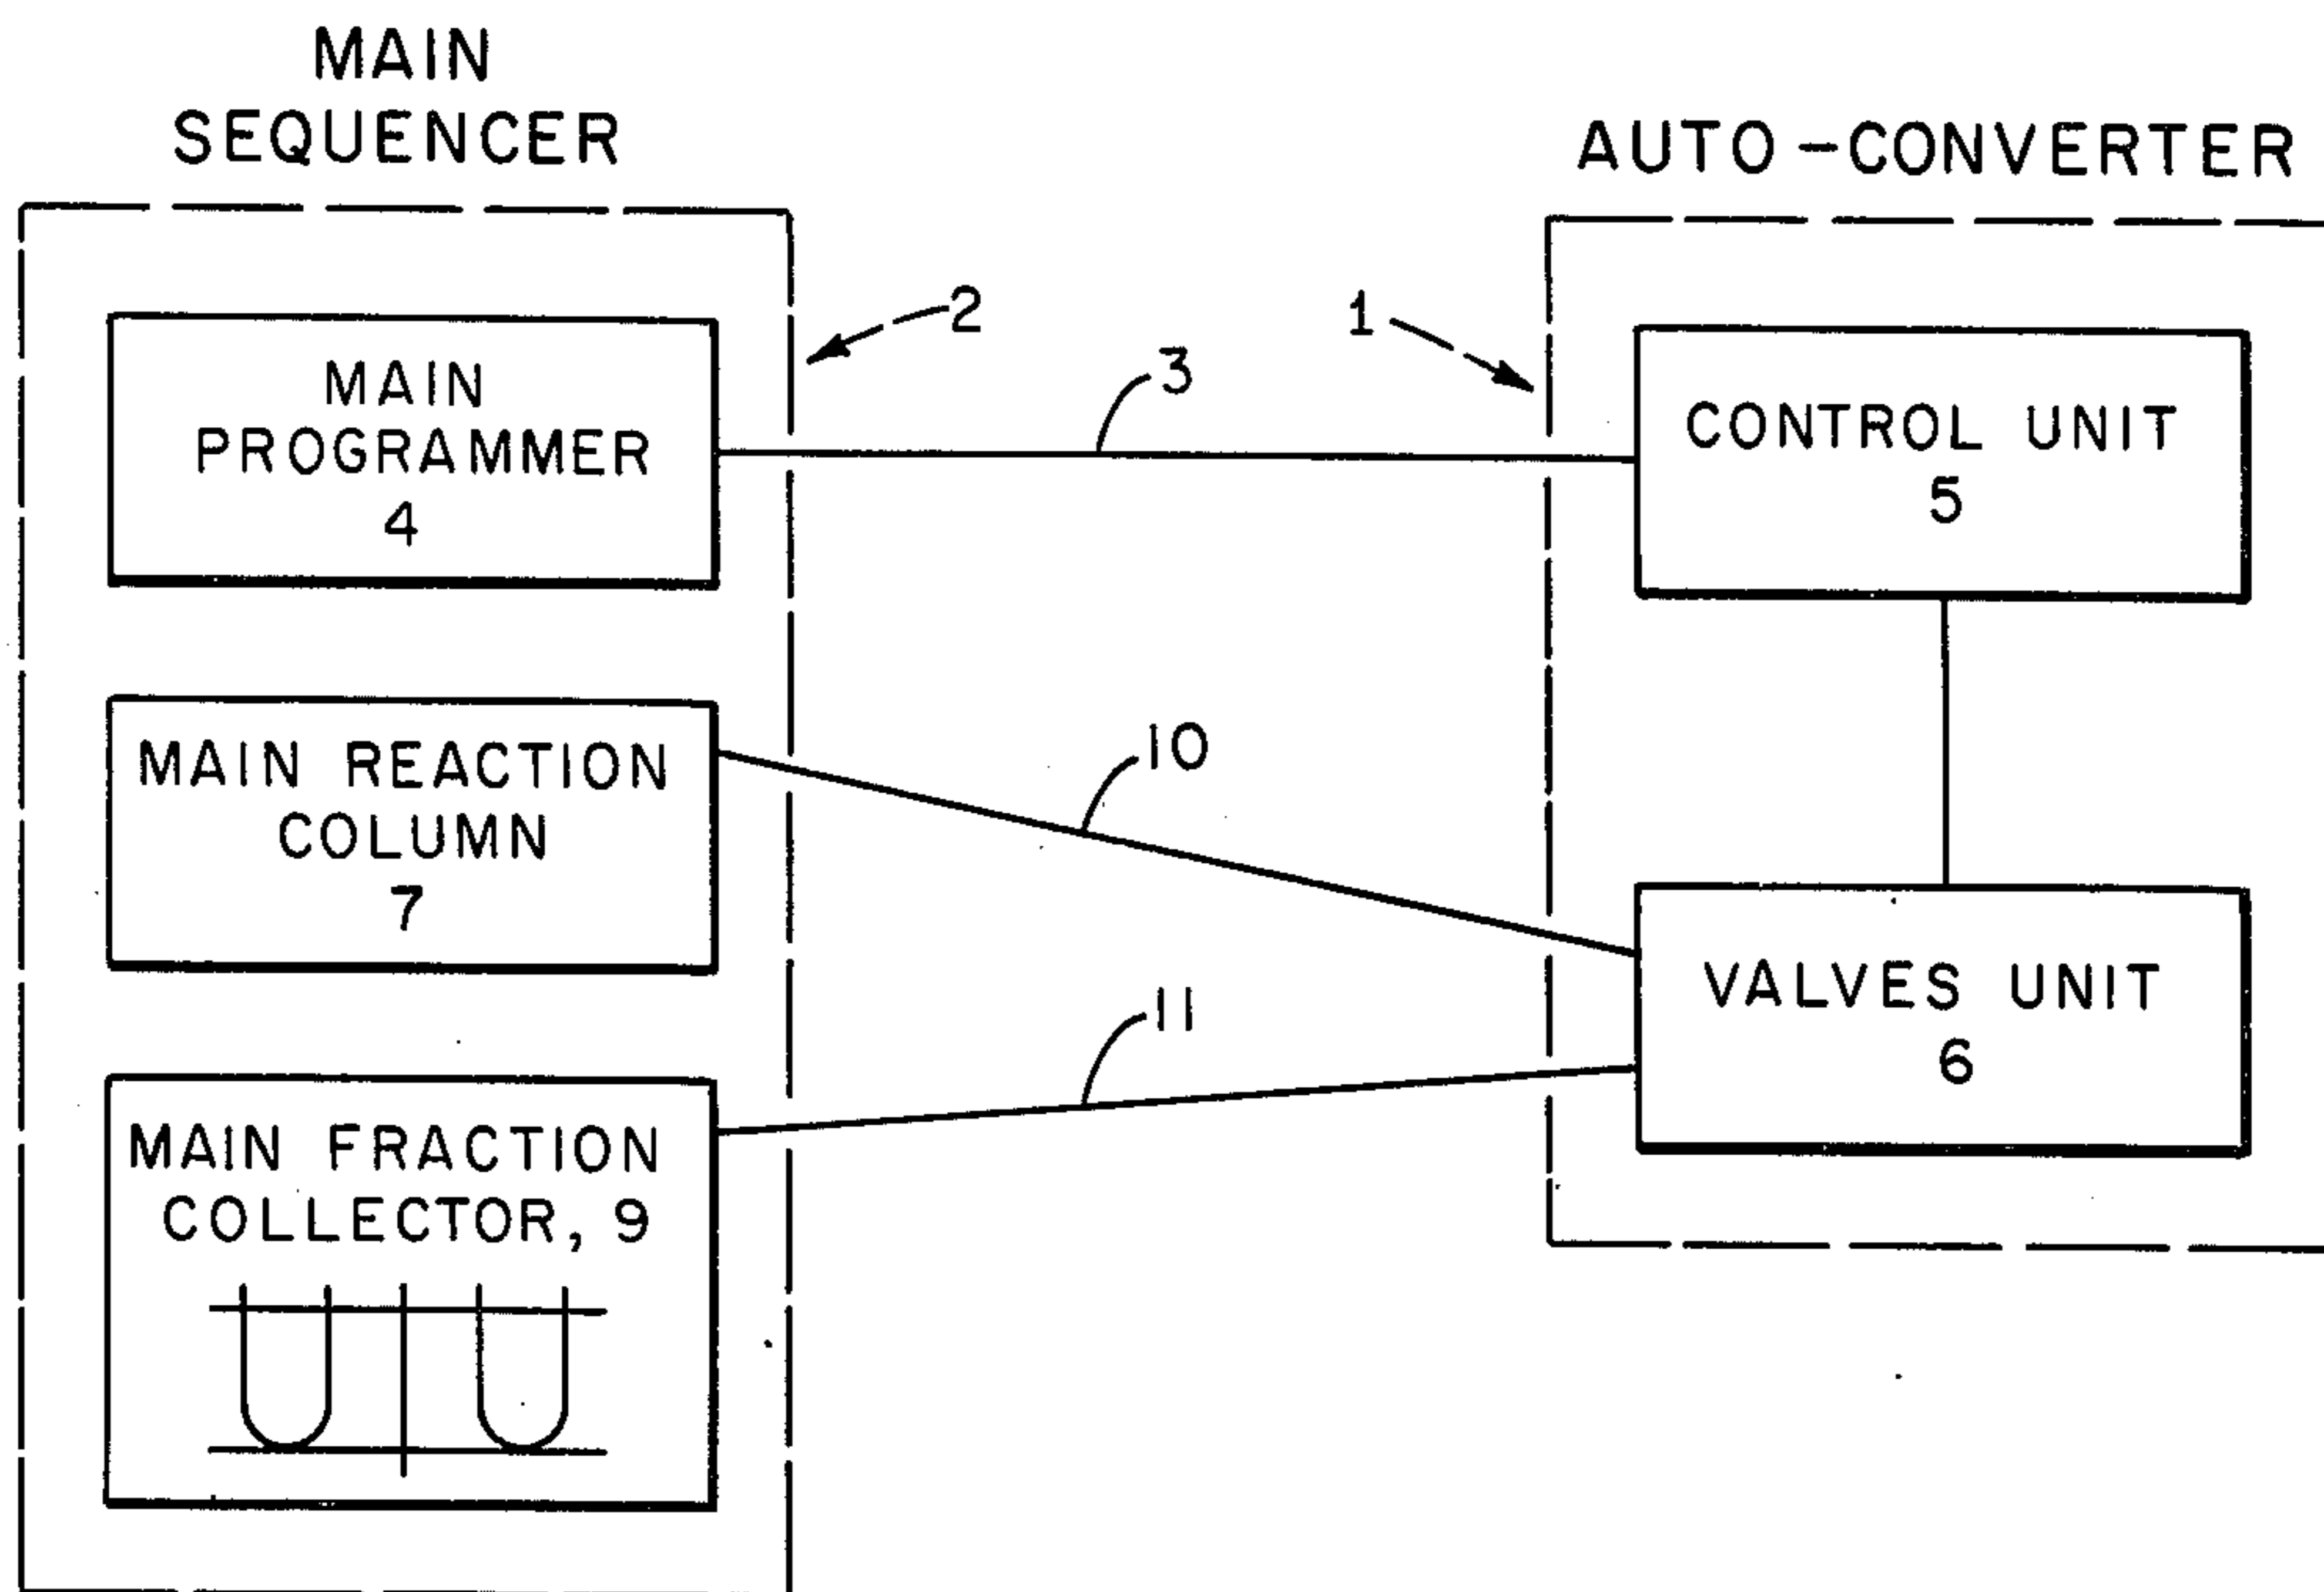 MAIN
SEQUENCER
AUTO-CONVERTER
2
1
3
MAIN
PROGRAMMER
4
CONTROL UNIT
5
MAIN REACTION
COLUMN
7
10
VALVES UNIT
6
11
MAIN FRACTION
COLLECTOR, 9